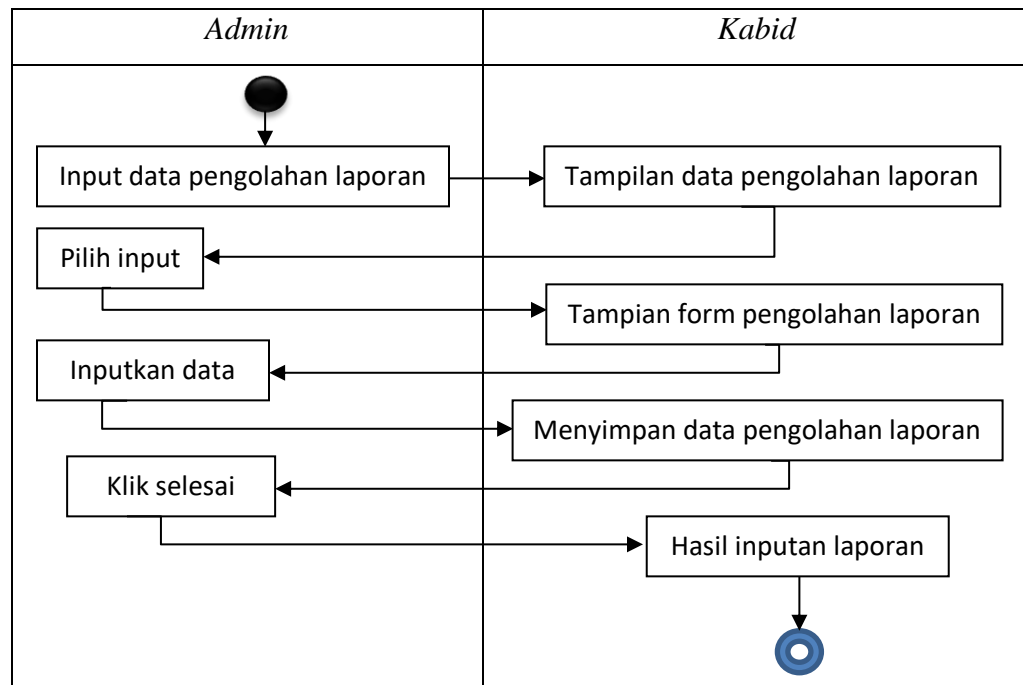 Admin
Kabid
Input data pengolahan laporan
Tampilan data pengolahan laporan
Pilih input
Tampian form pengolahan laporan
Inputkan data
Menyimpan data pengolahan laporan
Klik selesai
Hasil inputan laporan